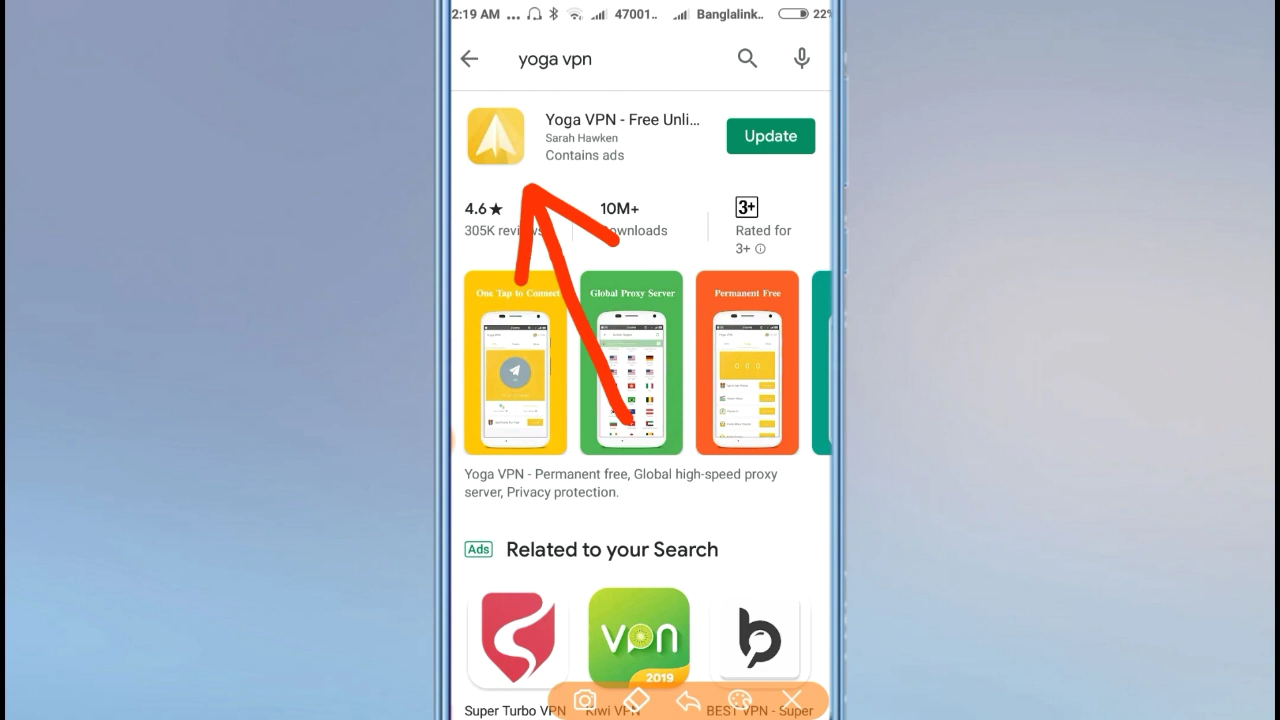 2:19 AM ... 47001.. Banglalink.. 22%
yoga vpn
Yoga VPN - Free Unli...
Sarah Hawken
Contains ads
Update
4.6★ 10M+ 3+
305K reviews Downloads Rated for
3+
One Tap to Connect Global Proxy Server Permanent Free
Yoga VPN - Permanent free, Global high-speed proxy
server, Privacy protection.
Ads Related to your Search
vpn
2019
b
Super Turbo VPN Kiwi VPN BEST VPN - Super